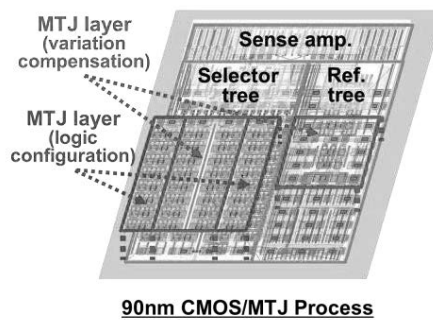 MTJ layer
(variation
compensation)
MTJ layer
(logic
configuration)
Sense amp.
Selector
tree
Ref.
tree
90nm CMOS/MTJ Process